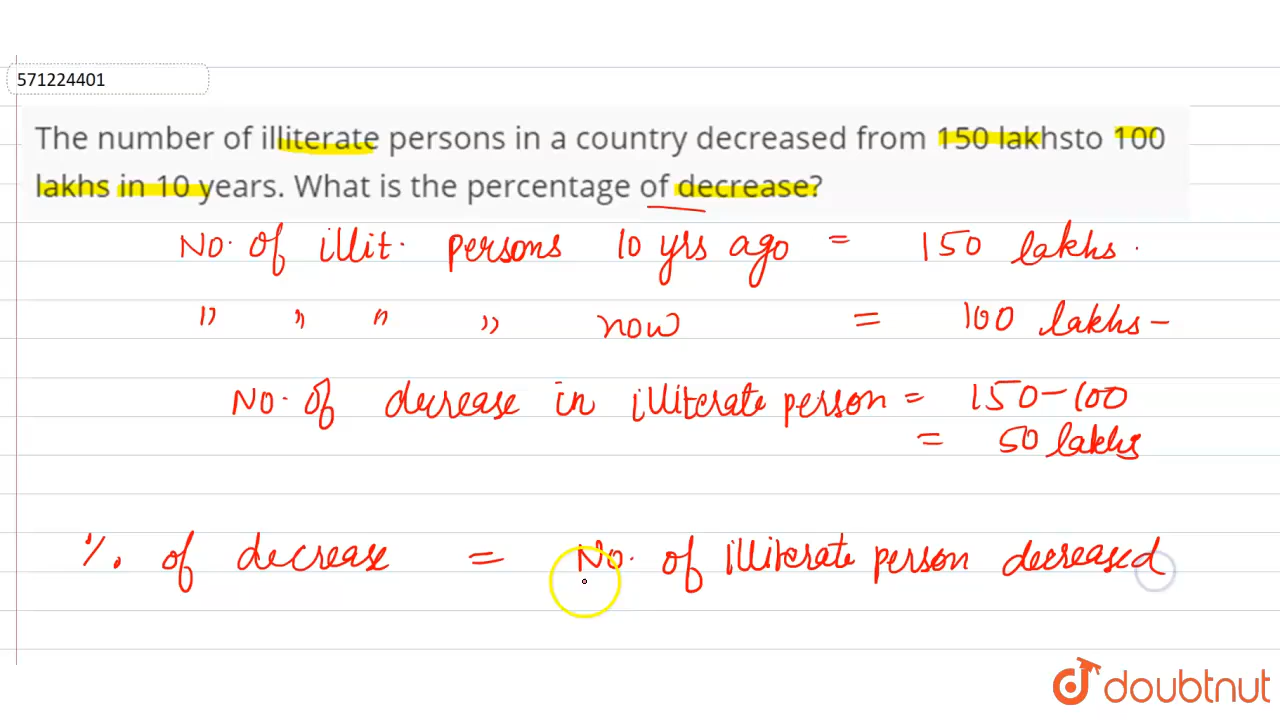 571224401
The number of illiterate persons in a country decreased from 150 lakhsto 100
lakhs in 10 years. What is the percentage of decrease?
No. of illit. persons 10 yrs ago = 150 lakhs.
" " " " now = 100 lakhs-
No. of decrease in illiterate person = 150-100
= 50 lakhs
%. of decrease = No. of illiterate person decreased
doubtnut